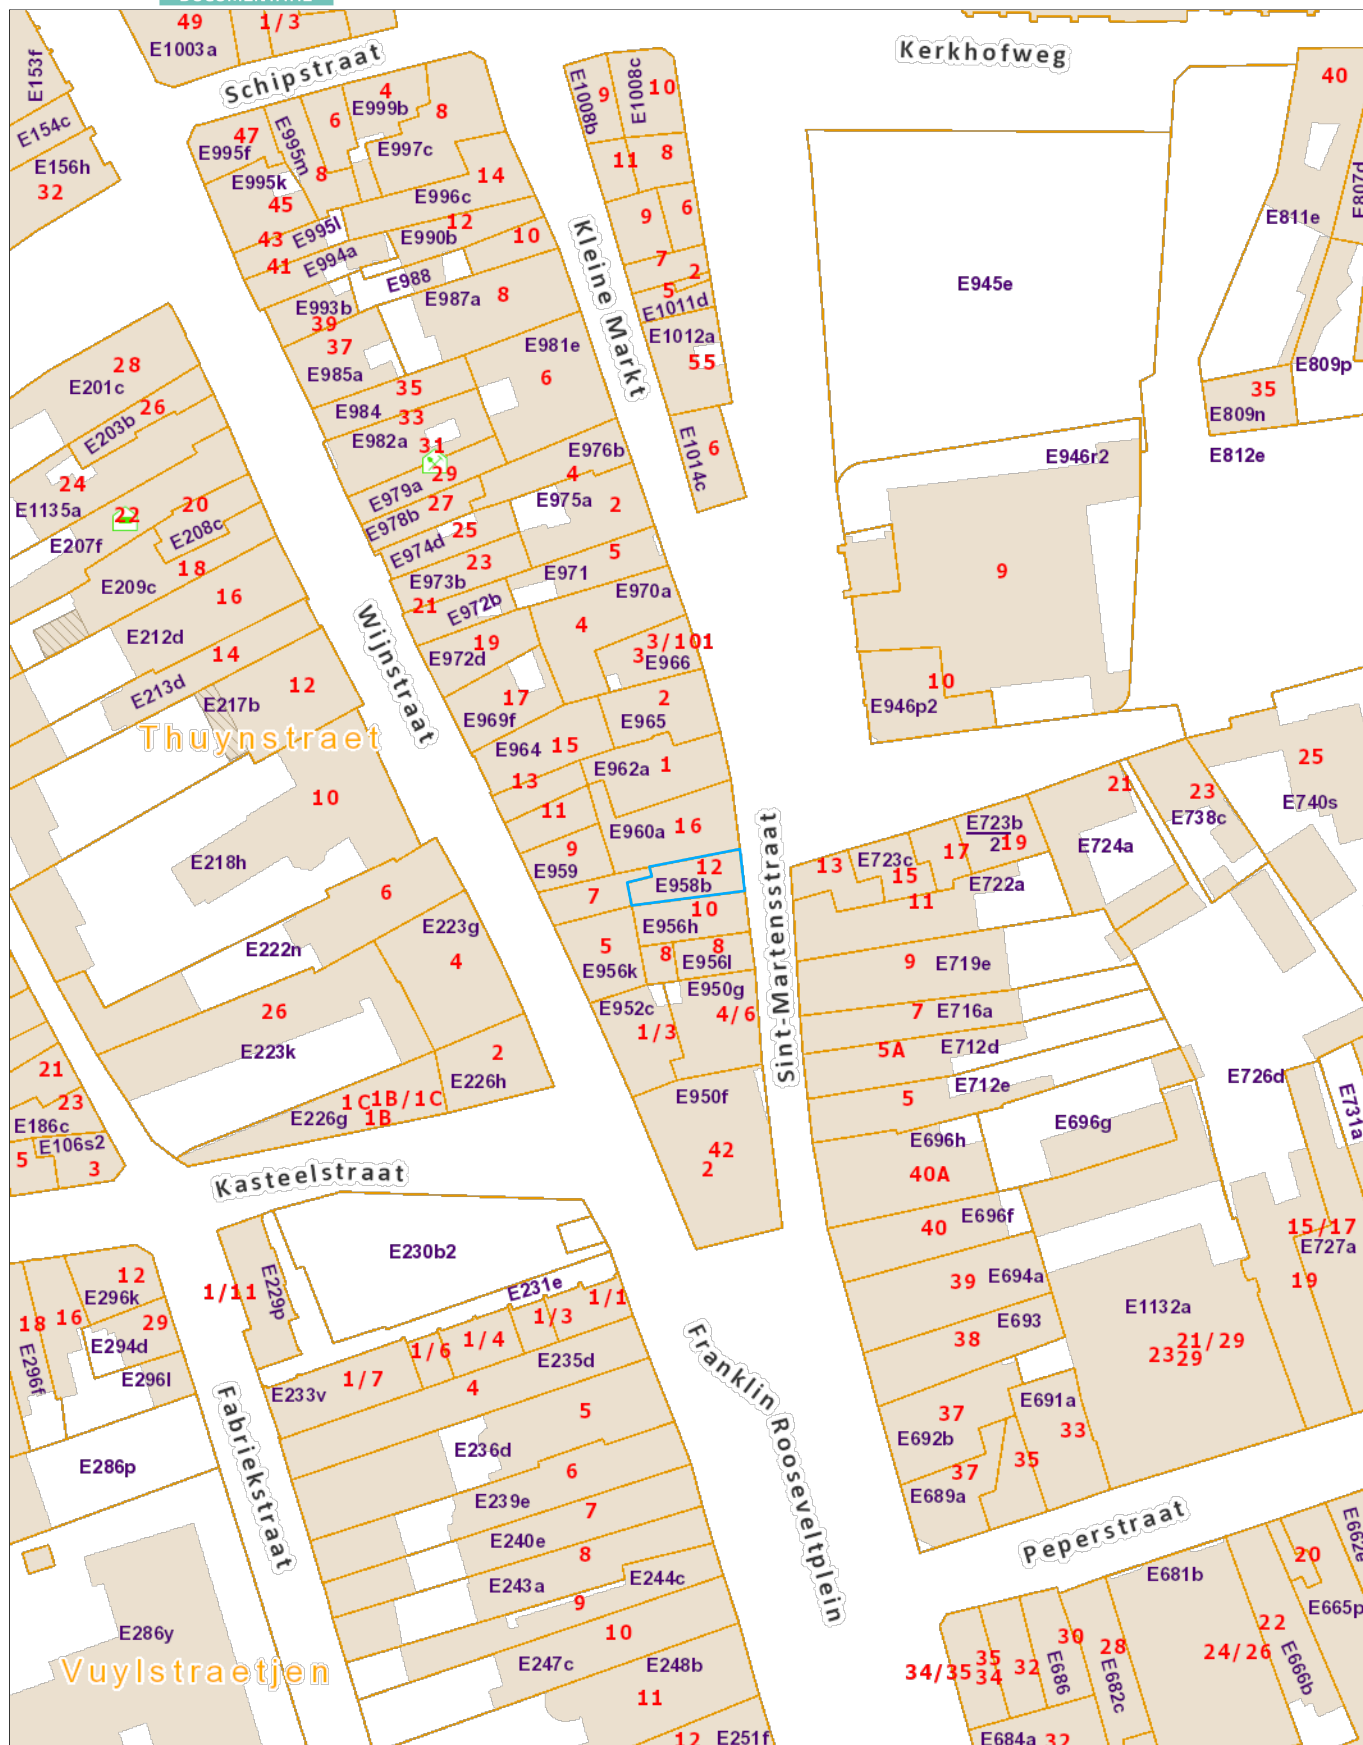 49
1/3
E1003a
Schipstraat
Kerkhofweg
E153f
E154c
E156h
32
4
E999b
8
6
47
E995f
E995m
E997c
8
E995k
14
45
E996c
12
E995l
43
E990b
10
E994a
41
E988
E987a
8
E993b
39
37
E985a
E981e
6
35
E984
33
E982a
31
29
E979a
27
E978b
E976b
4
E975a
2
25
E974d
23
E973b
5
E971
21
E972b
E970a
4
19
E972d
3/101
3
E966
17
E969f
2
E965
15
E964
13
E962a
1
11
E960a
16
9
E959
12
E958b
7
10
E956h
5
E956k
8
8
E956l
E952c
E950g
1/3
4/6
E950f
42
2
Kleine Markt
E1008b
9
E1008c
10
11
8
9
6
7
2
5
E1011d
E1012a
55
E1014c
6
E945e
40
E811e
E807d
E809p
35
E809n
E812e
E946r2
9
10
E946p2
28
E201c
26
E203b
24
E1135a
22
20
E208c
E207f
18
E209c
16
E212d
14
E213d
E217b
12
Thuynstraet
Wijnstraat
10
E218h
6
E223g
4
E222n
26
E223k
2
E226h
1C
1B/1C
1B
E226g
21
23
E186c
E106s2
5
3
Kasteelstraat
Sint-Martensstraat
25
E740s
21
23
E738c
E723b
2
19
E724a
17
E723c
13
15
E722a
11
9
E719e
7
E716a
5A
E712d
E712e
5
E726d
E731a
E696g
E696h
40A
E696f
40
15/17
E727a
39
E694a
19
E693
E1132a
38
21/29
23
29
E691a
37
33
E692b
35
37
E689a
E230b2
E231e
1/11
E229p
1/1
12
E296k
16
29
18
E294d
E296f
E296l
1/3
1/4
1/6
1/7
E235d
E233v
4
5
E236d
6
E239e
7
E240e
8
E243a
E244c
9
10
E247c
E248b
11
12
E251f
E286p
Fabriekstraat
Franklin Rooseveltplein
E286y
Vuylstraetjen
Peperstraat
E681b
20
E662e
E665p
22
24/26
E666b
30
28
E682c
34/35
35
34
32
E686
E684a
32